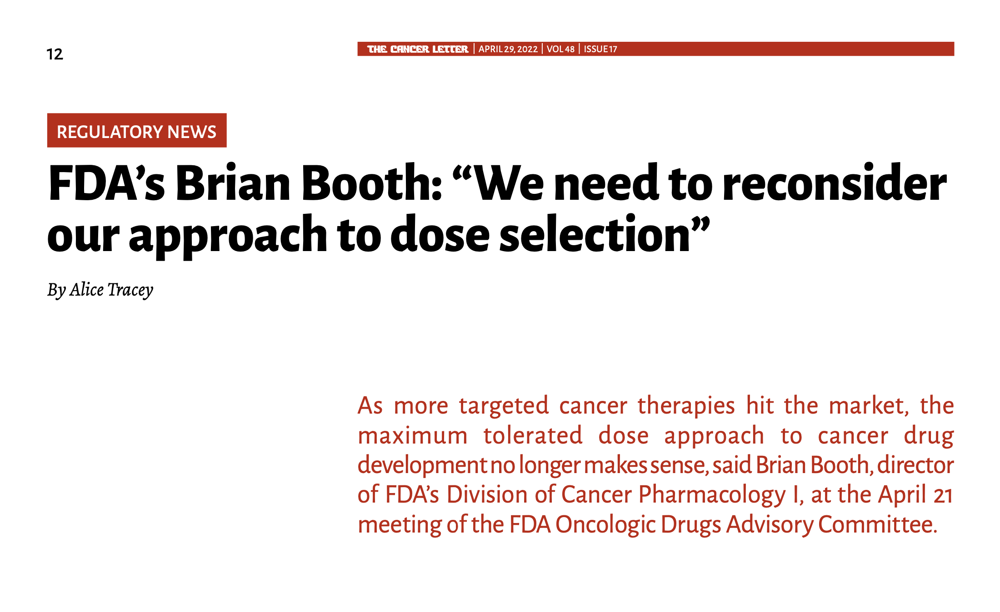 12
THE CANCER LETTER | APRIL 29, 2022 | VOL 48 | ISSUE 17
REGULATORY NEWS
FDA’s Brian Booth: “We need to reconsider
our approach to dose selection”
By Alice Tracey
As more targeted cancer therapies hit the market, the
maximum tolerated dose approach to cancer drug
development no longer makes sense, said Brian Booth, director
of FDA’s Division of Cancer Pharmacology I, at the April 21
meeting of the FDA Oncologic Drugs Advisory Committee.